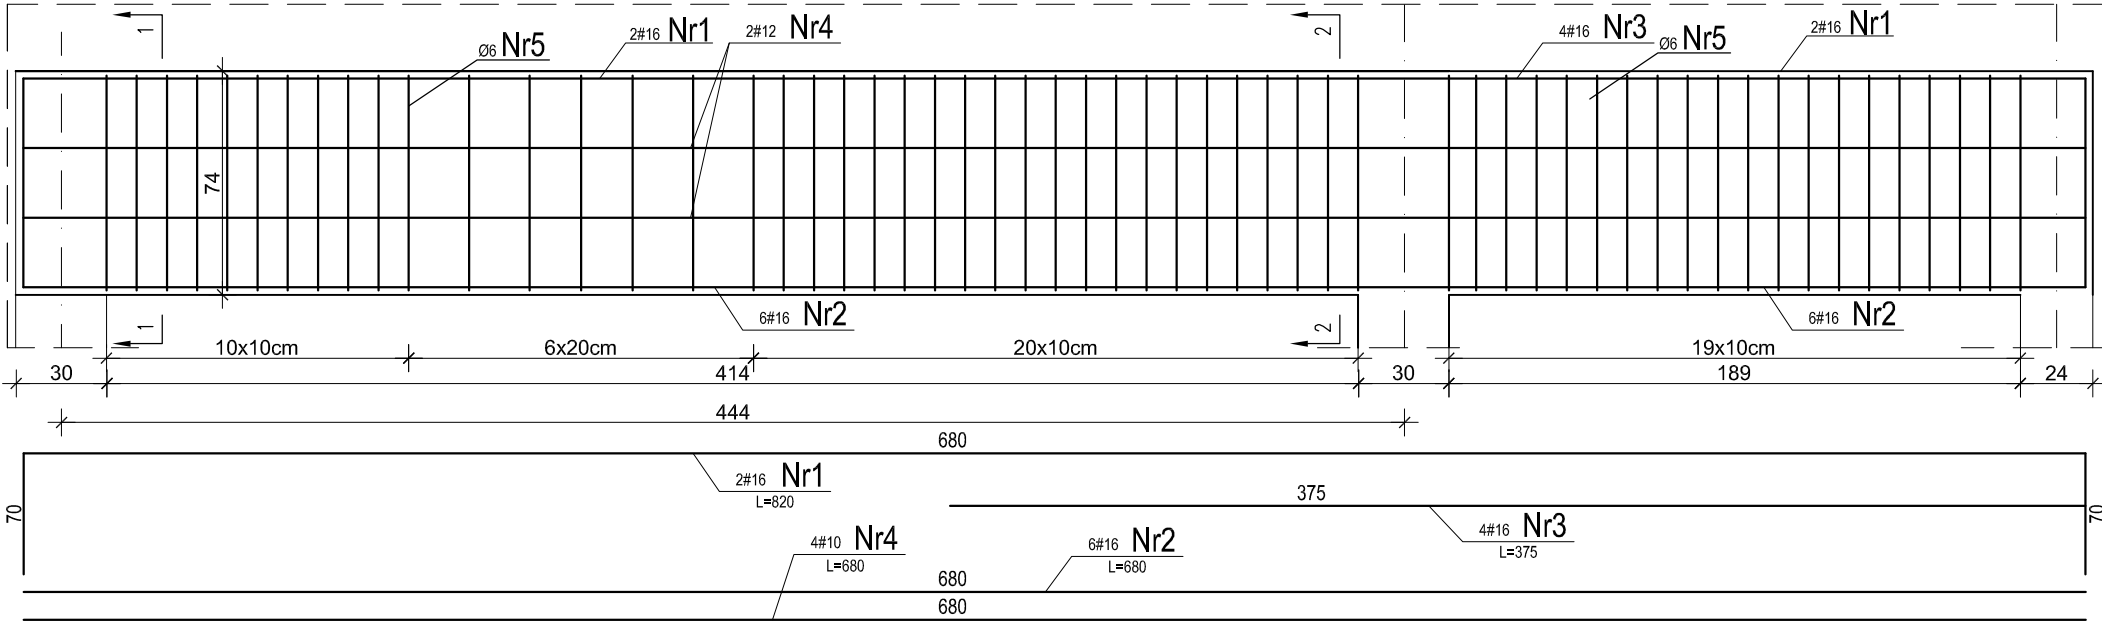 1
2
Ø6 Nr5
2#16 Nr1
2#12 Nr4
4#16 Nr3
Ø6 Nr5
2#16 Nr1
74
6#16 Nr2
6#16 Nr2
1
2
10x10cm
6x20cm
20x10cm
19x10cm
30
414
30
189
24
444
680
2#16 Nr1
L=820
375
70
70
4#16 Nr3
L=375
4#10 Nr4
L=680
6#16 Nr2
L=680
680
680